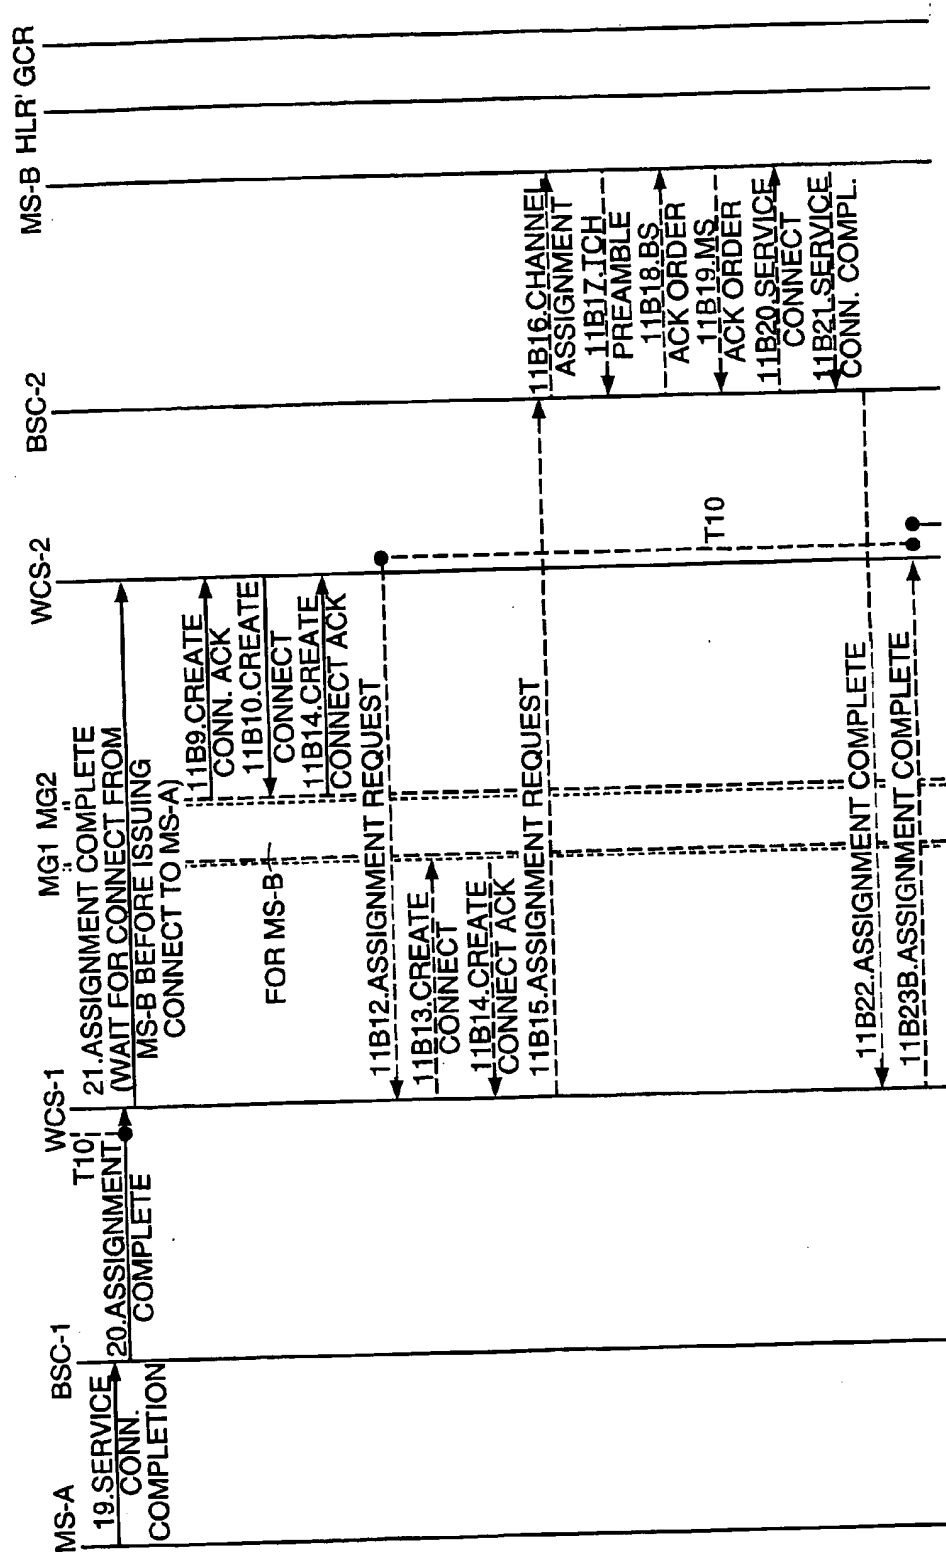 MS-A
BSC-1
WCS-1
MG1 MG2
WCS-2
BSC-2
MS-B
HLR'
GCR
19.SERVICE
CONN.
COMPLETION
T10
20.ASSIGNMENT
COMPLETE
21.ASSIGNMENT COMPLETE
(WAIT FOR CONNECT FROM
MS-B BEFORE ISSUING
CONNECT TO MS-A)
11B9.CREATE
CONN. ACK
11B10.CREATE
CONNECT
11B14.CREATE
CONNECT ACK
FOR MS-B
11B12.ASSIGNMENT REQUEST
11B13.CREATE
CONNECT
11B14.CREATE
CONNECT ACK
11B15.ASSIGNMENT REQUEST
11B16.CHANNEL
ASSIGNMENT
11B17.TCH
PREAMBLE
11B18.BS
ACK ORDER
11B19.MS
ACK ORDER
11B20.SERVICE
CONNECT
11B21.SERVICE
CONN. COMPL.
T10
11B22.ASSIGNMENT COMPLETE
11B23B.ASSIGNMENT COMPLETE